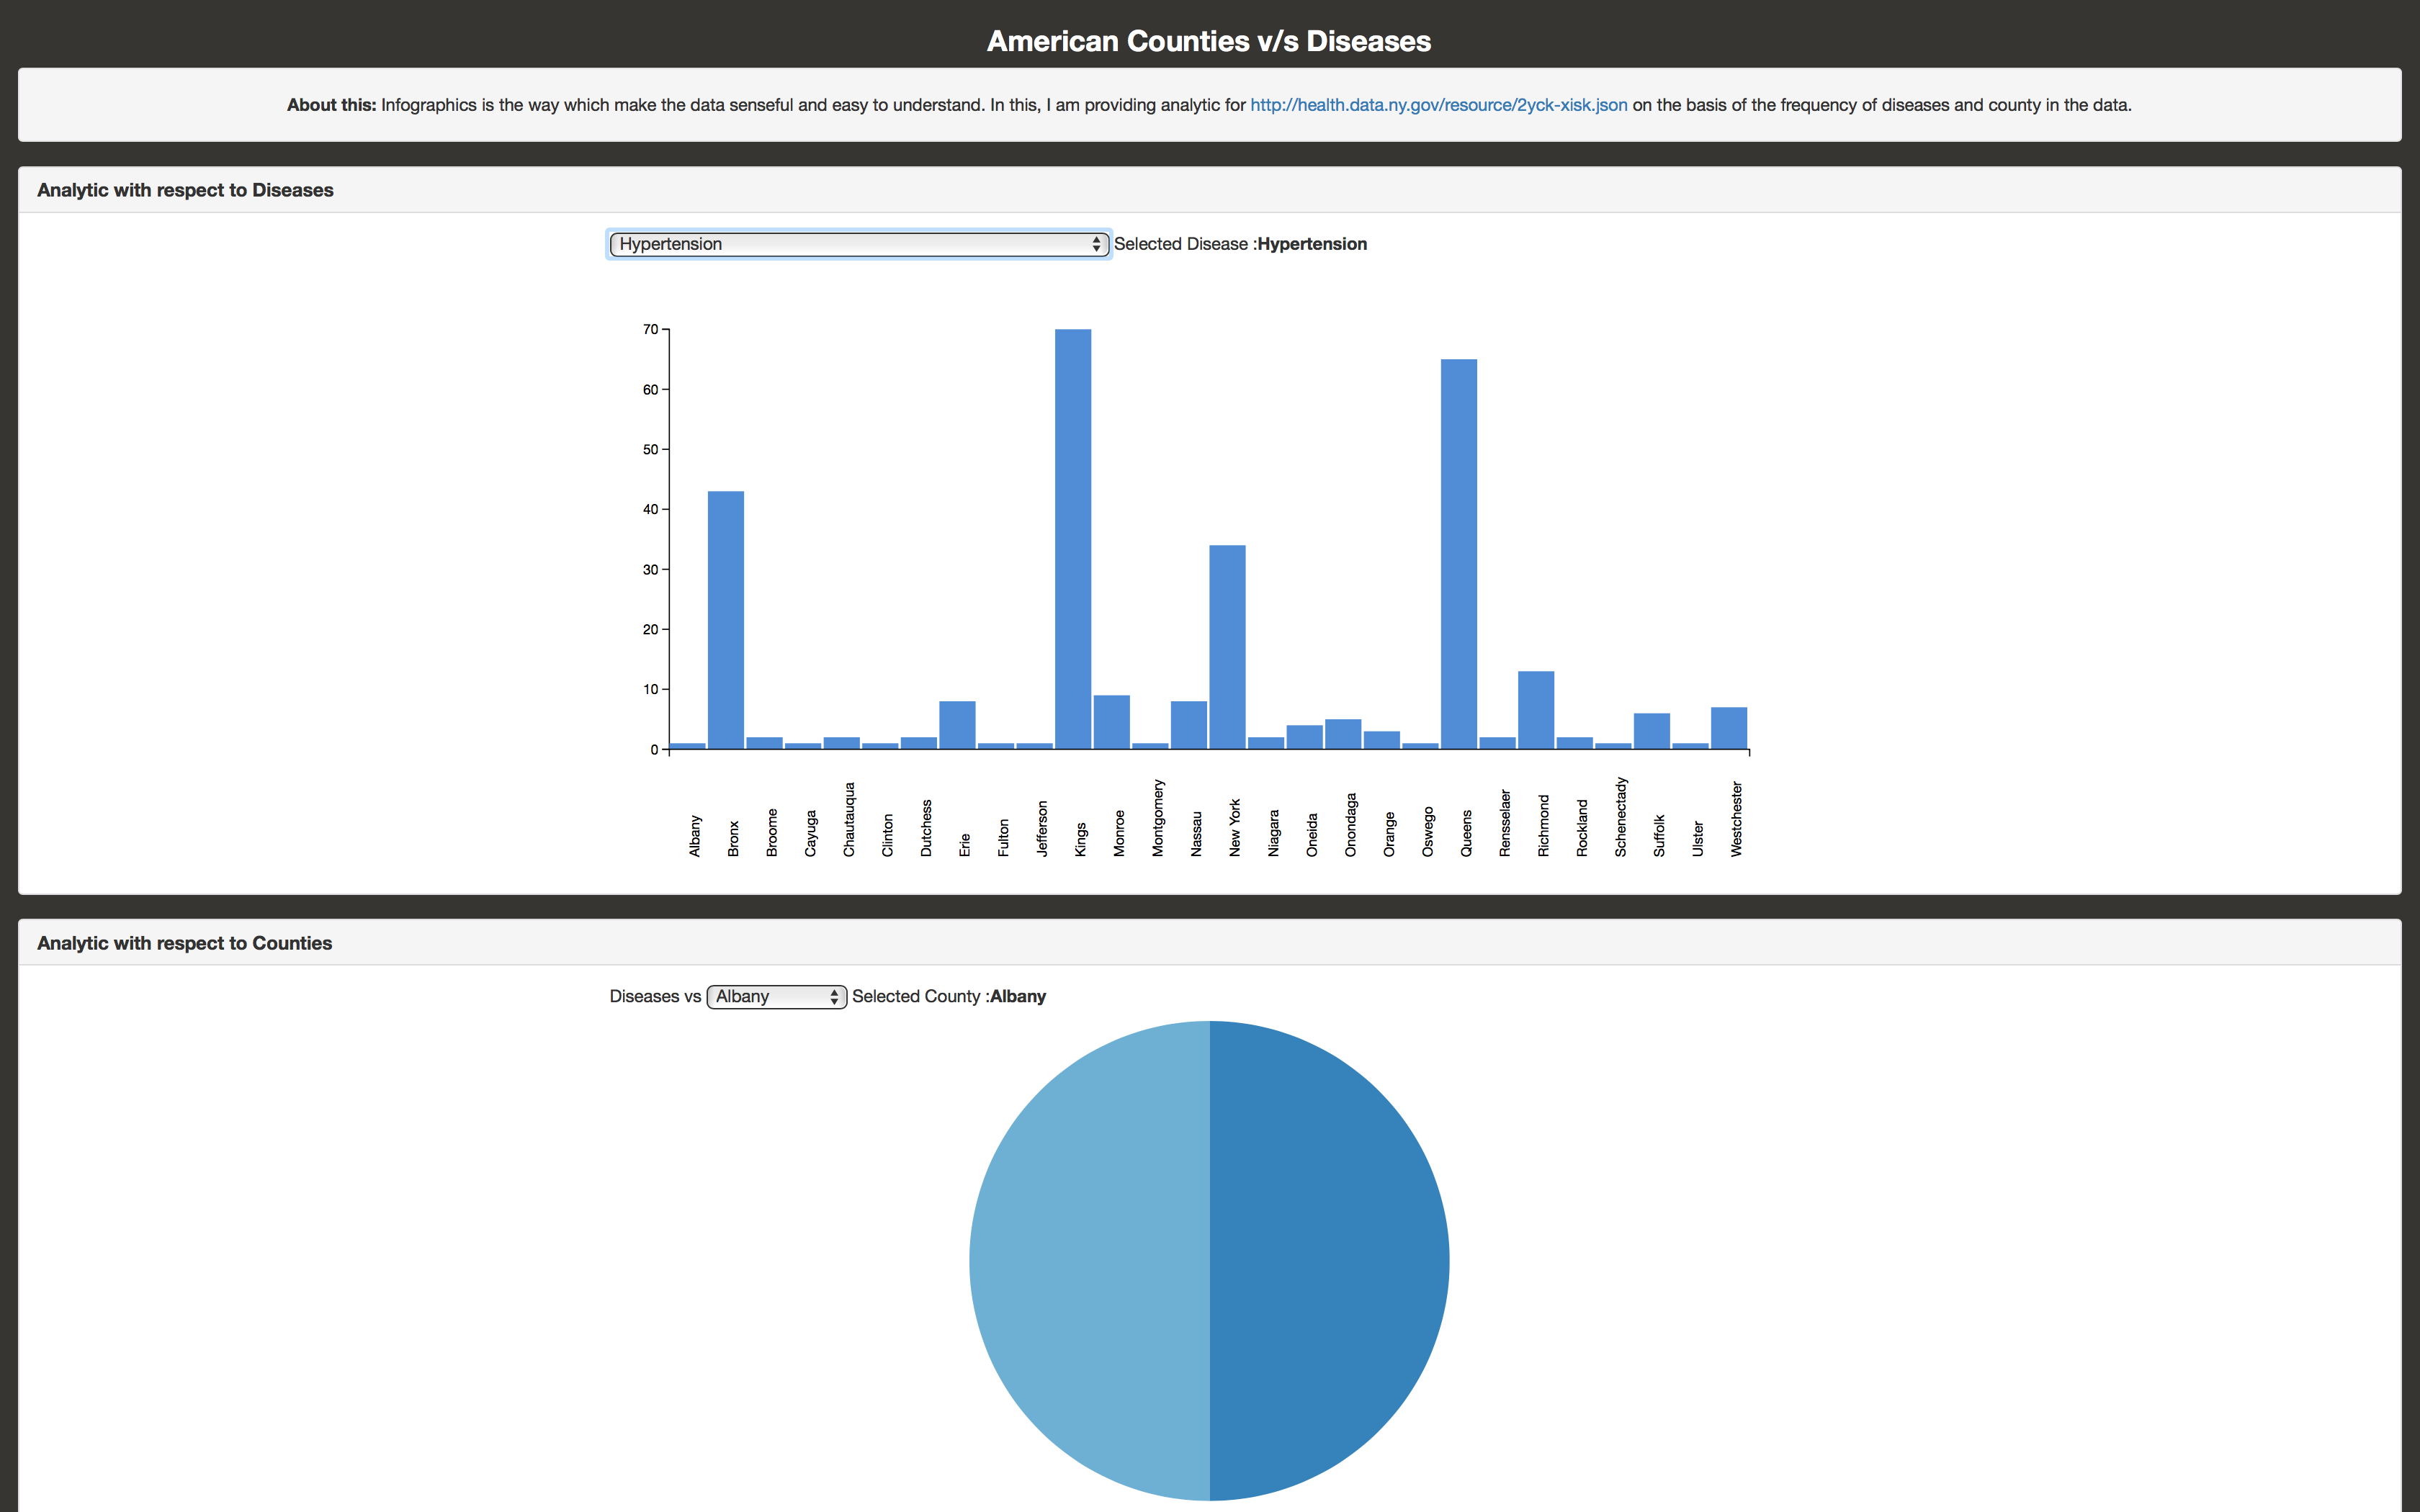 American Counties v/s Diseases
About this: Infographics is the way which make the data senseful and easy to understand. In this, I am providing analytic for http://health.data.ny.gov/resource/2yck-xisk.json on the basis of the frequency of diseases and county in the data.
Analytic with respect to Diseases
Hypertension Selected Disease :Hypertension
70
60
50
40
30
20
10
0
Albany
Bronx
Broome
Cayuga
Chautauqua
Clinton
Dutchess
Erie
Fulton
Jefferson
Kings
Monroe
Montgomery
Nassau
New York
Niagara
Oneida
Onondaga
Orange
Oswego
Queens
Rensselaer
Richmond
Rockland
Schenectady
Suffolk
Ulster
Westchester
Analytic with respect to Counties
Diseases vs Albany Selected County :Albany